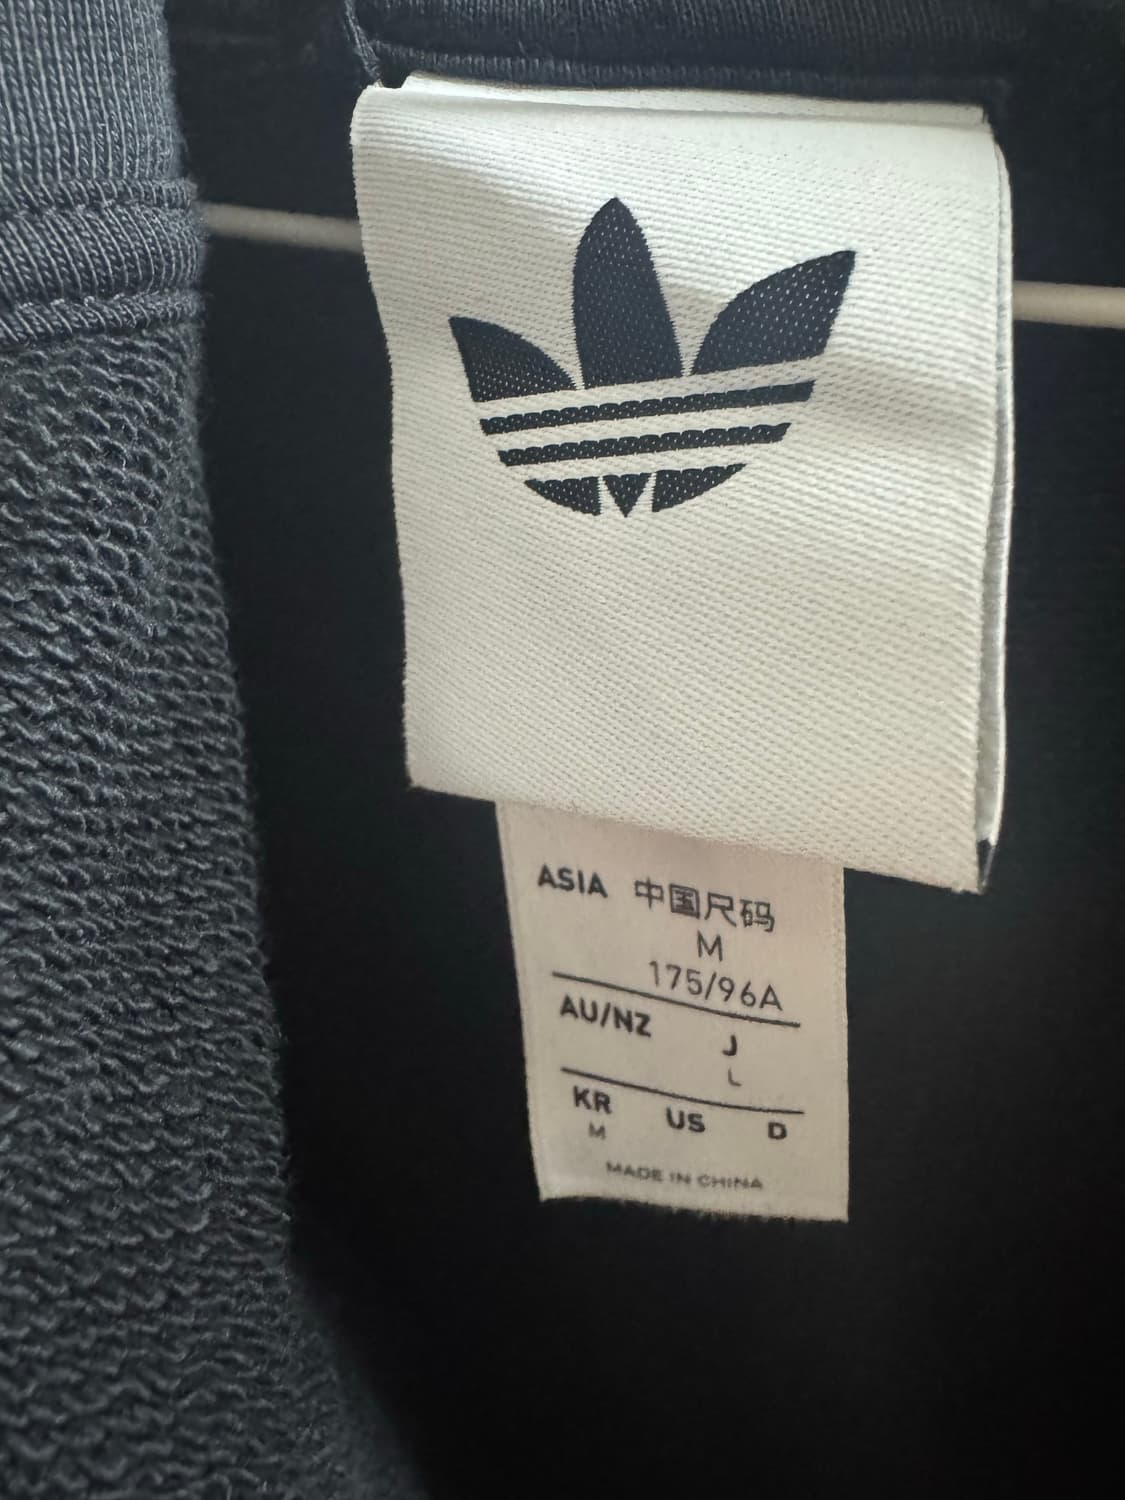 ASIA 中国尺码
M
175/96A
AU/NZ J
L
KR US D
M
MADE IN CHINA